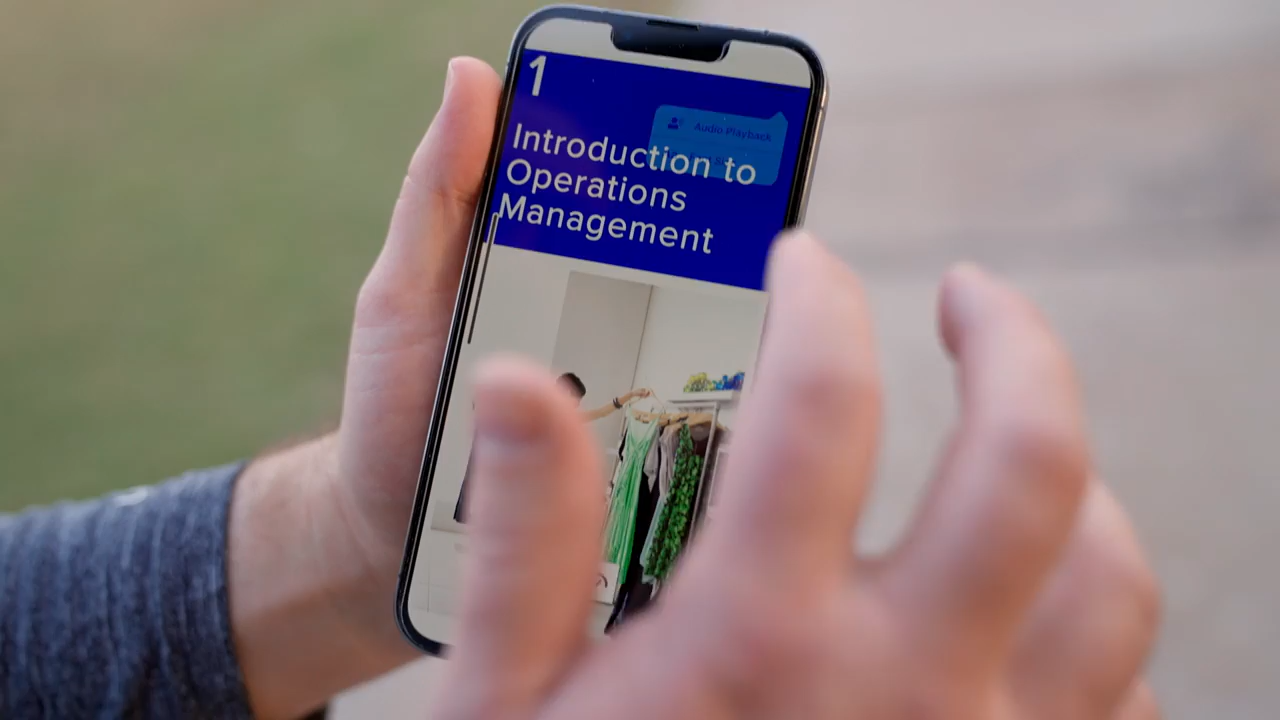 1
Audio Playback
Introduction to
Operations
Management